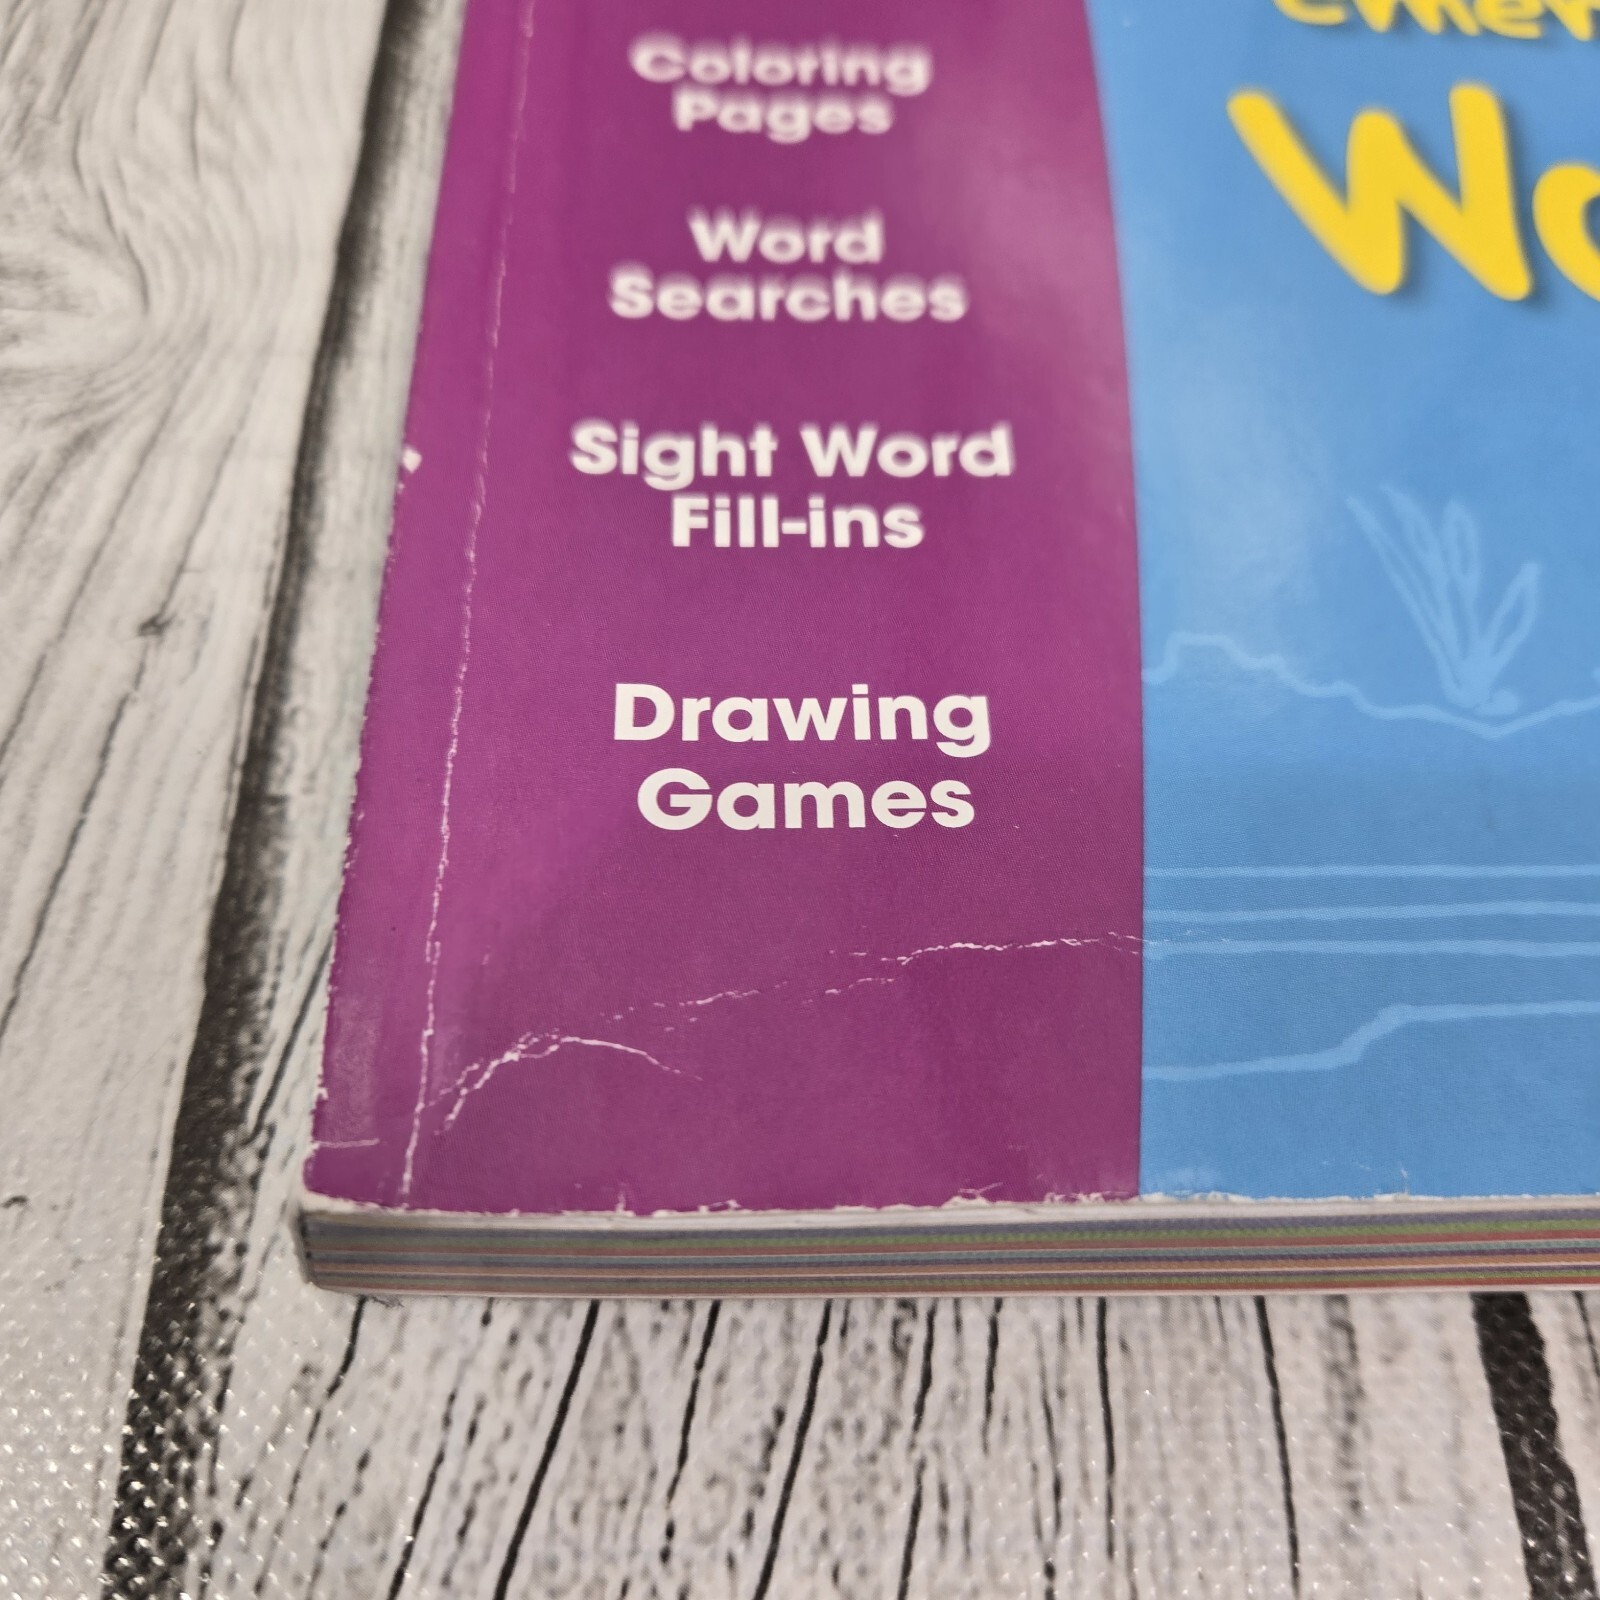 Coloring
Pages
Word
Searches
Sight Word
Fill-ins
Drawing
Games